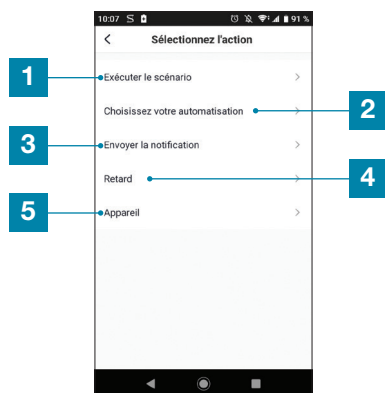 10:07 S 91 %
Sélectionnez l'action
1 Exécuter le scénario
Choisissez votre automatisation 2
3 Envoyer la notification
Retard 4
5 Appareil